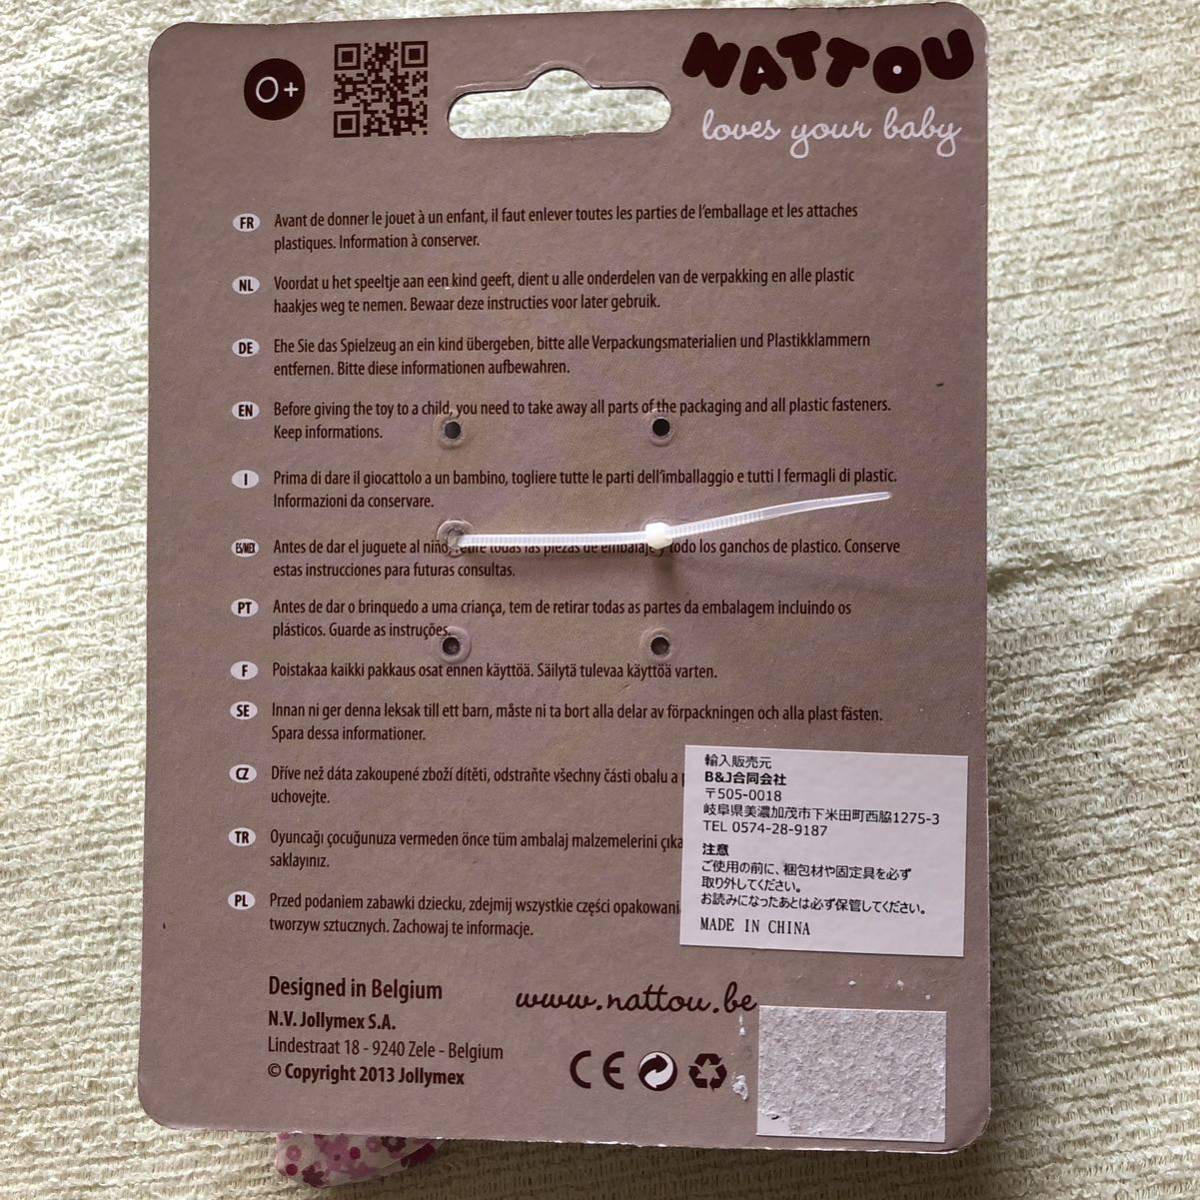 0+
NATTOU
loves your baby
FR Avant de donner le jouet à un enfant, il faut enlever toutes les parties de l'emballage et les attaches
plastiques. Information à conserver.
NL Voordat u het speeltje aan een kind geeft, dient u alle onderdelen van de verpakking en alle plastic
haakjes weg te nemen. Bewaar deze instructies voor later gebruik.
DE Ehe Sie das Spielzeug an ein kind übergeben, bitte alle Verpackungsmaterialien und Plastikklammern
entfernen. Bitte diese informationen aufbewahren.
EN Before giving the toy to a child, you need to take away all parts of the packaging and all plastic fasteners.
Keep informations.
I Prima di dare il giocattolo a un bambino, togliere tutte le parti dell'imballaggio e tutti I fermagli di plastic.
Informazioni da conservare.
ES/MEX Antes de dar el juguete al niño, retire todas las piezas de embalaje y todo los ganchos de plastico. Conserve
estas instrucciones para futuras consultas.
PT Antes de dar o brinquedo a uma criança, tem de retirar todas as partes da embalagem incluindo os
plásticos. Guarde as instruções.
F Poistakaa kaikki pakkaus osat ennen käyttöä. Säilytä tulevaa käyttöä varten.
SE Innan ni ger denna leksak till ett barn, måste ni ta bort alla delar av förpackningen och alla plast fästen.
Spara dessa informationer.
CZ Dříve než dáta zakoupené zboží dítěti, odstraňte všechny části obalu a
uchovejte.
TR Oyuncağı çocuğunuza vermeden önce tüm ambalaj malzemelerini çıka
saklayınız.
PL Przed podaniem zabawki dziecku, zdejmij wszystkie części opakowani
tworzyw sztucznych. Zachowaj te informacje.
輸入販売元
B&J合同会社
〒505-0018
岐阜県美濃加茂市下米田町西脇1275-3
TEL 0574-28-9187
注意
ご使用の前に、梱包材や固定具を必ず
取り外してください。
お読みになったあとは必ず保管してください。
MADE IN CHINA
Designed in Belgium
N.V. Jollymex S.A.
Lindestraat 18 - 9240 Zele - Belgium
© Copyright 2013 Jollymex
www.nattou.be
CE